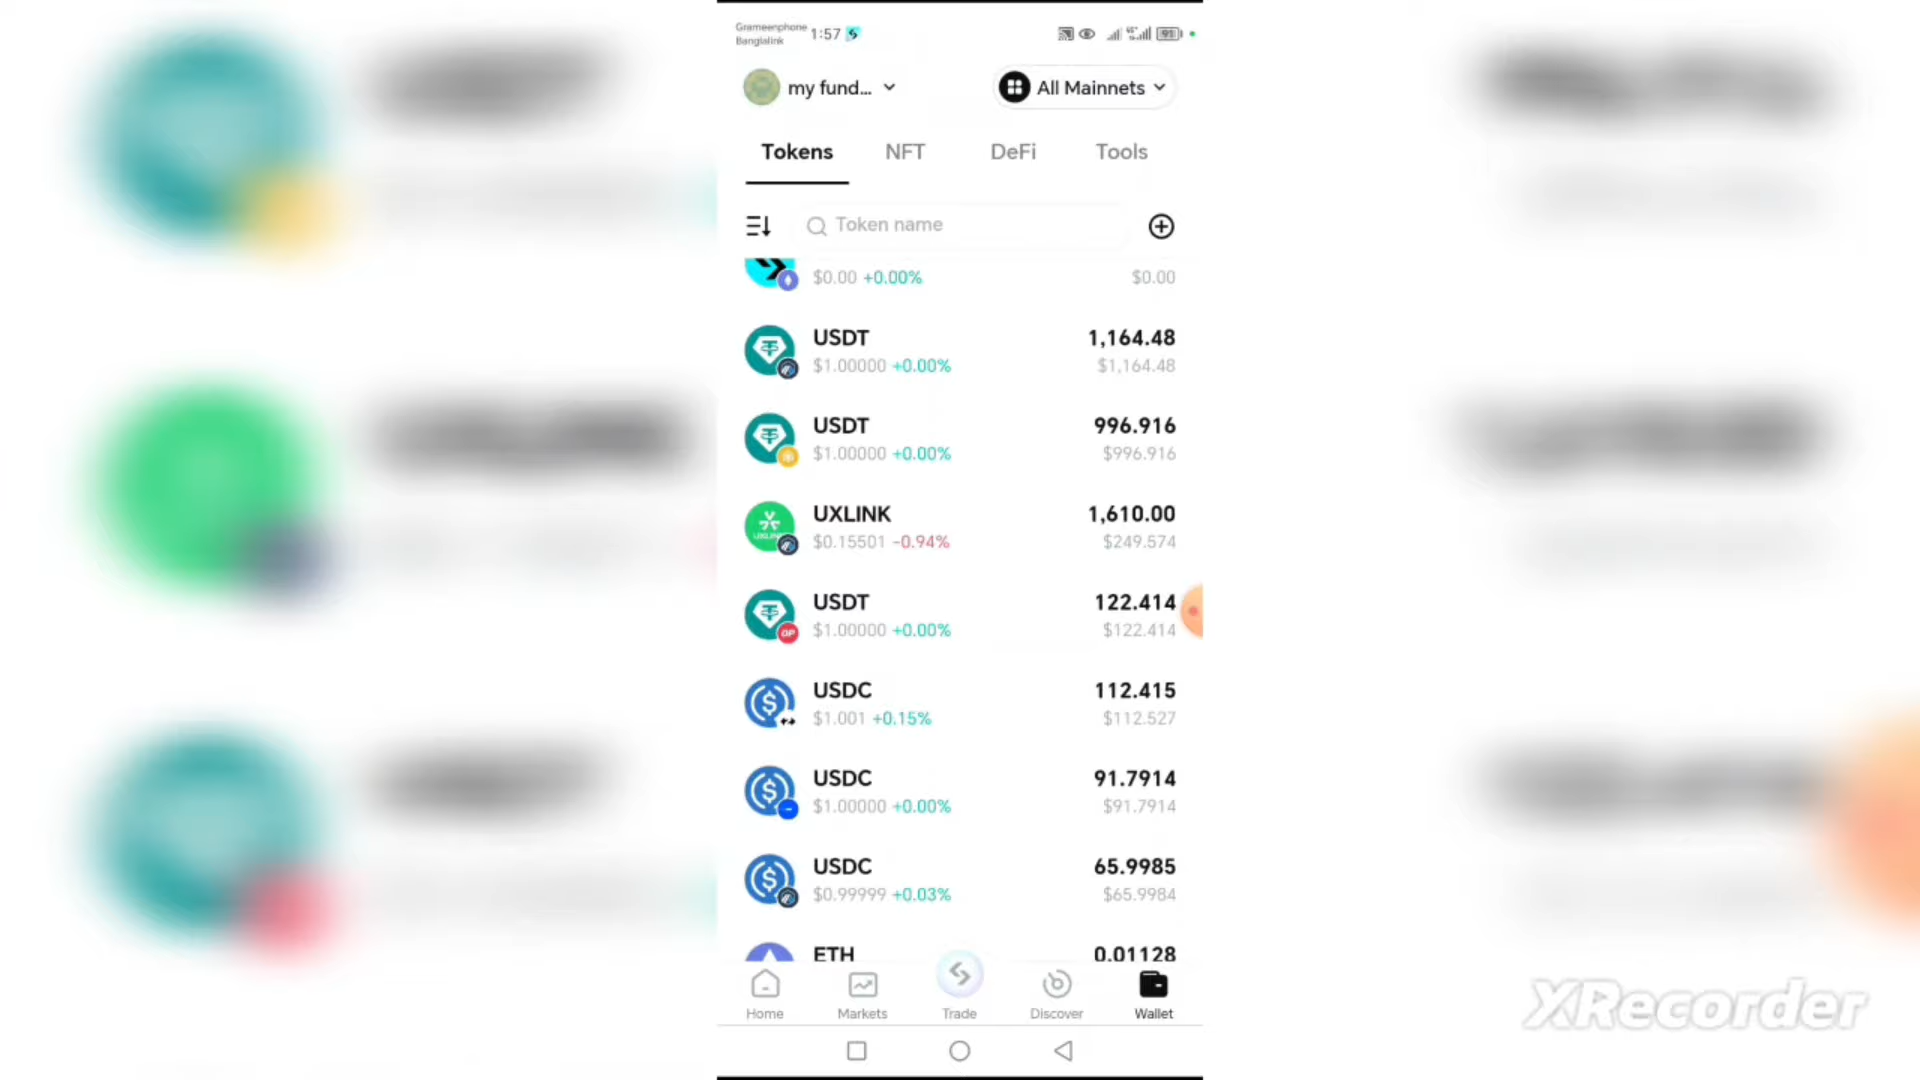 Grameenphone
Banglalink
1:57
91
my fund...
All Mainnets
Tokens NFT DeFi Tools
Token name
$0.00 +0.00% $0.00
USDT 1,164.48
$1.00000 +0.00% $1,164.48
USDT 996.916
$1.00000 +0.00% $996.916
UXLINK 1,610.00
$0.15501 -0.94% $249.574
USDT 122.414
OP
$1.00000 +0.00% $122.414
USDC 112.415
$1.001 +0.15% $112.527
USDC 91.7914
$1.00000 +0.00% $91.7914
USDC 65.9985
$0.99999 +0.03% $65.9984
ETH 0.01128
Home Markets Trade Discover Wallet
XRecorder